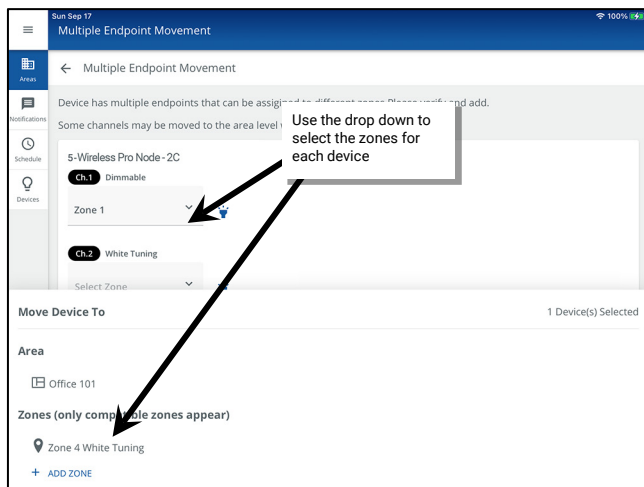 Sun Sep 17
100%
Multiple Endpoint Movement
Areas
← Multiple Endpoint Movement
Notifications
Device has multiple endpoints that can be assigned to different zones Please verify and add.
Some channels may be moved to the area level
Use the drop down to
select the zones for
each device
Schedule
5-Wireless Pro Node - 2C
Ch.1 Dimmable
Devices
Zone 1
Ch.2 White Tuning
Select Zone
Move Device To
1 Device(s) Selected
Area
Office 101
Zones (only compatible zones appear)
Zone 4 White Tuning
+ ADD ZONE